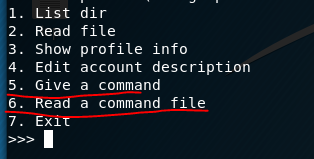 1. List dir
2. Read file
3. Show profile info
4. Edit account description
5. Give a command
6. Read a command file
7. Exit
>>>